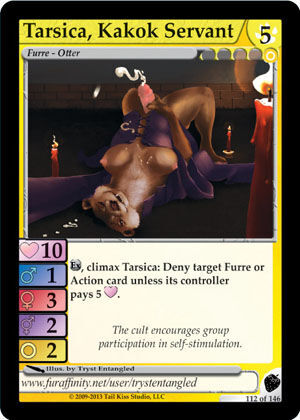 Tarsica, Kakok Servant 5
Furre - Otter
10
1
3
2
2
, climax Tarsica: Deny target Furre or
Action card unless its controller
pays 5 .
The cult encourages group
participation in self-stimulation.
Illus. by Tryst Entangled
www.furaffinity.net/user/trystentangled
©2009-2013 Tail Kiss Studio, LLC
112 of 146